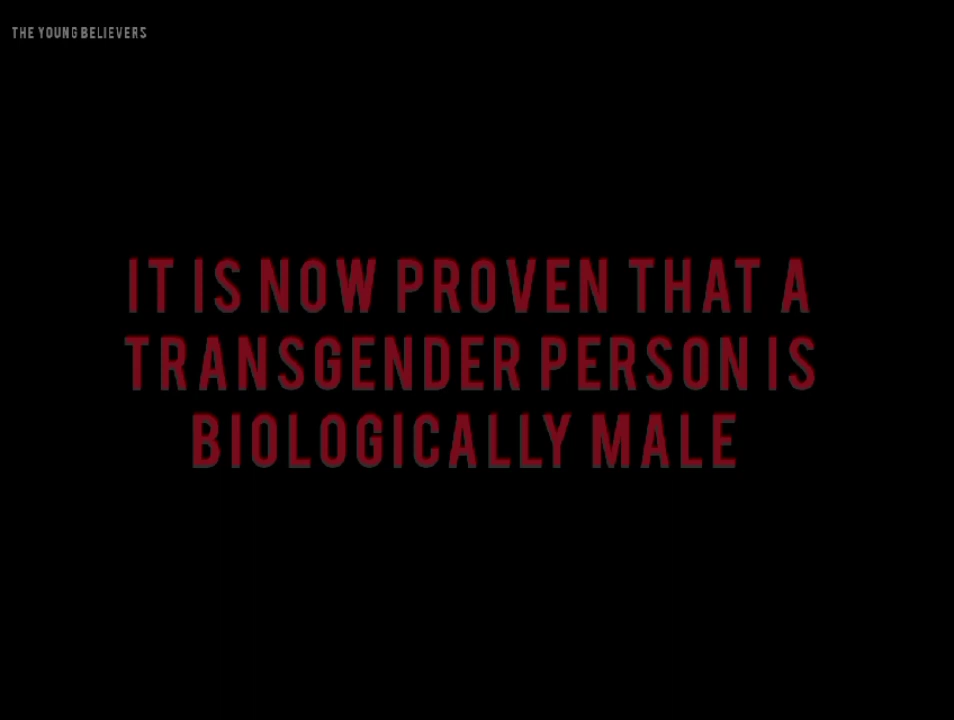 THE YOUNG BELIEVERS
IT IS NOW PROVEN THAT A
TRANSGENDER PERSON IS
BIOLOGICALLY MALE